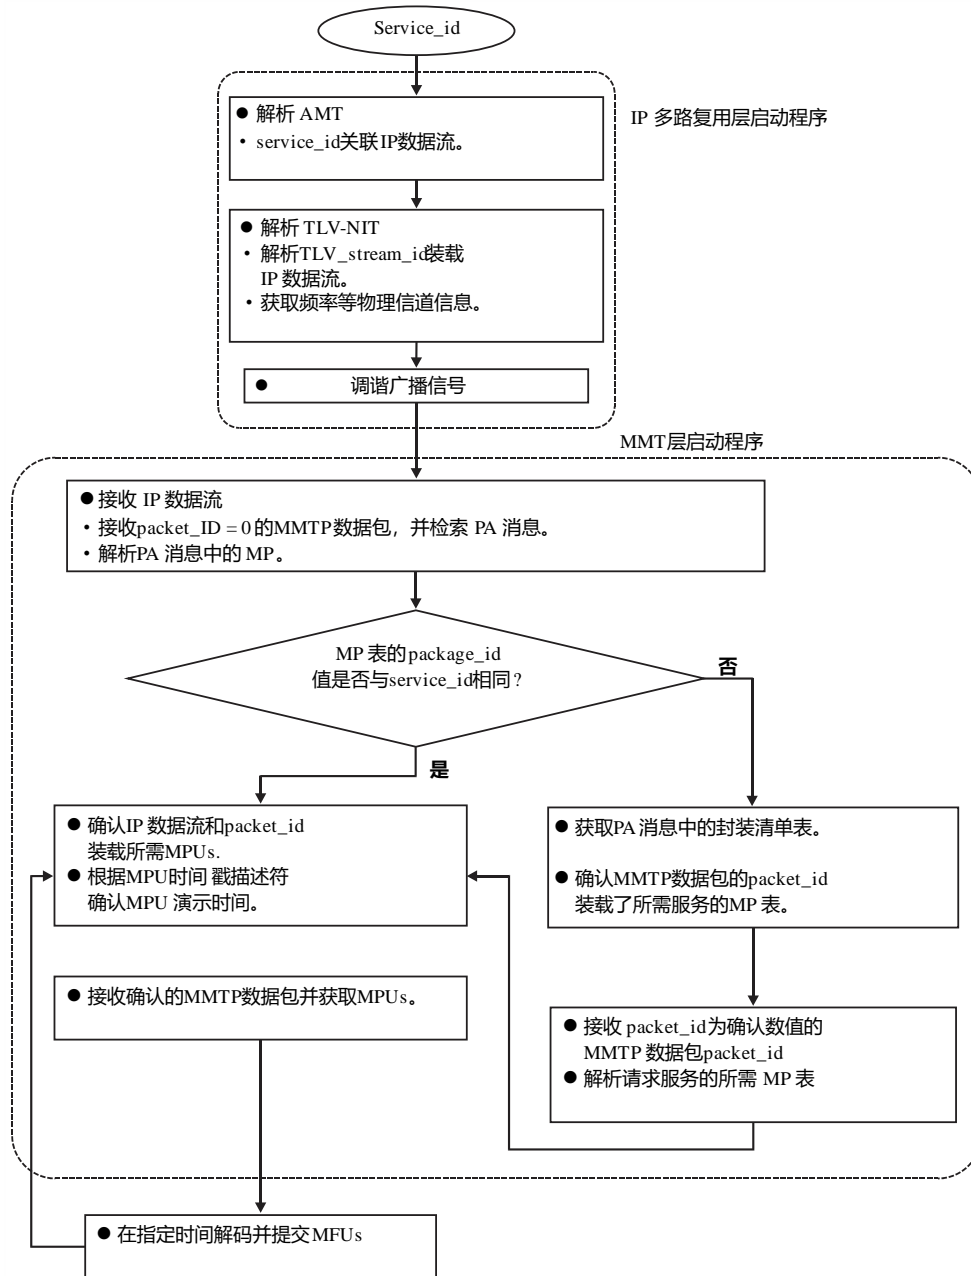 Service_id
IP 多路复用层启动程序
● 解析 AMT
• service_id关联IP数据流。
● 解析 TLV-NIT
• 解析TLV_stream_id装载
IP 数据流。
• 获取频率等物理信道信息。
● 调谐广播信号
MMT层启动程序
● 接收 IP 数据流
• 接收packet_ID = 0 的MMTP数据包，并检索 PA 消息。
• 解析PA 消息中的 MP。
MP 表的package_id
值是否与service_id相同?
否
是
● 确认IP 数据流和packet_id
装载所需MPUs.
● 根据MPU时间 戳描述符
确认MPU 演示时间。
● 获取PA 消息中的封装清单表。
● 确认MMTP数据包的packet_id
装载了所需服务的MP 表。
● 接收确认的MMTP数据包并获取MPUs。
● 接收 packet_id为确认数值的
MMTP 数据包packet_id
● 解析请求服务的所需 MP 表
● 在指定时间解码并提交MFUs